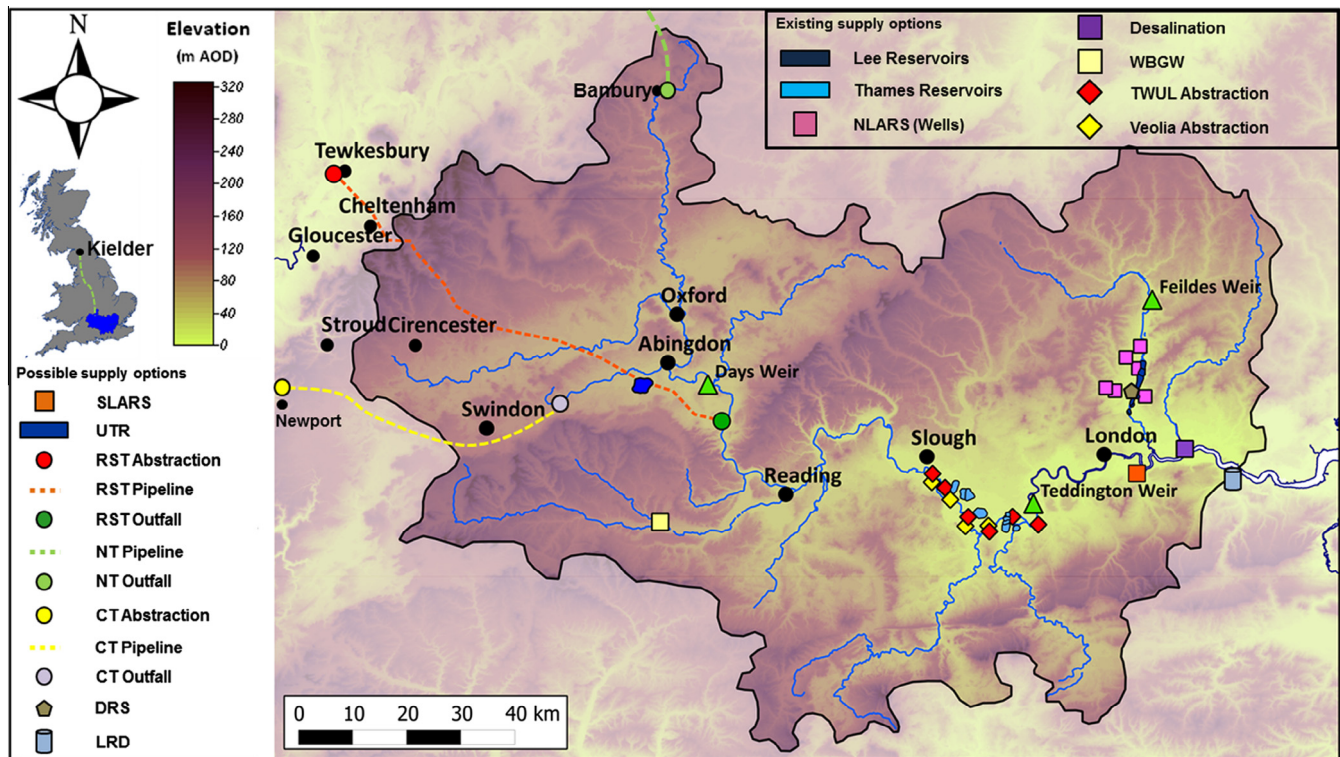 N
Elevation
(m AOD)
320
280
240
200
160
120
80
40
0
Kielder
Possible supply options
SLARS
UTR
RST Abstraction
RST Pipeline
RST Outfall
NT Pipeline
NT Outfall
CT Abstraction
CT Pipeline
CT Outfall
DRS
LRD
Existing supply options
Lee Reservoirs
Thames Reservoirs
NLARS (Wells)
Desalination
WBGW
TWUL Abstraction
Veolia Abstraction
Banbury
Tewkesbury
Cheltenham
Gloucester
Feildes Weir
Oxford
Stroud Cirencester
Abingdon
Days Weir
Newport
Swindon
Slough
London
Reading
Teddington Weir
0 10 20 30 40 km